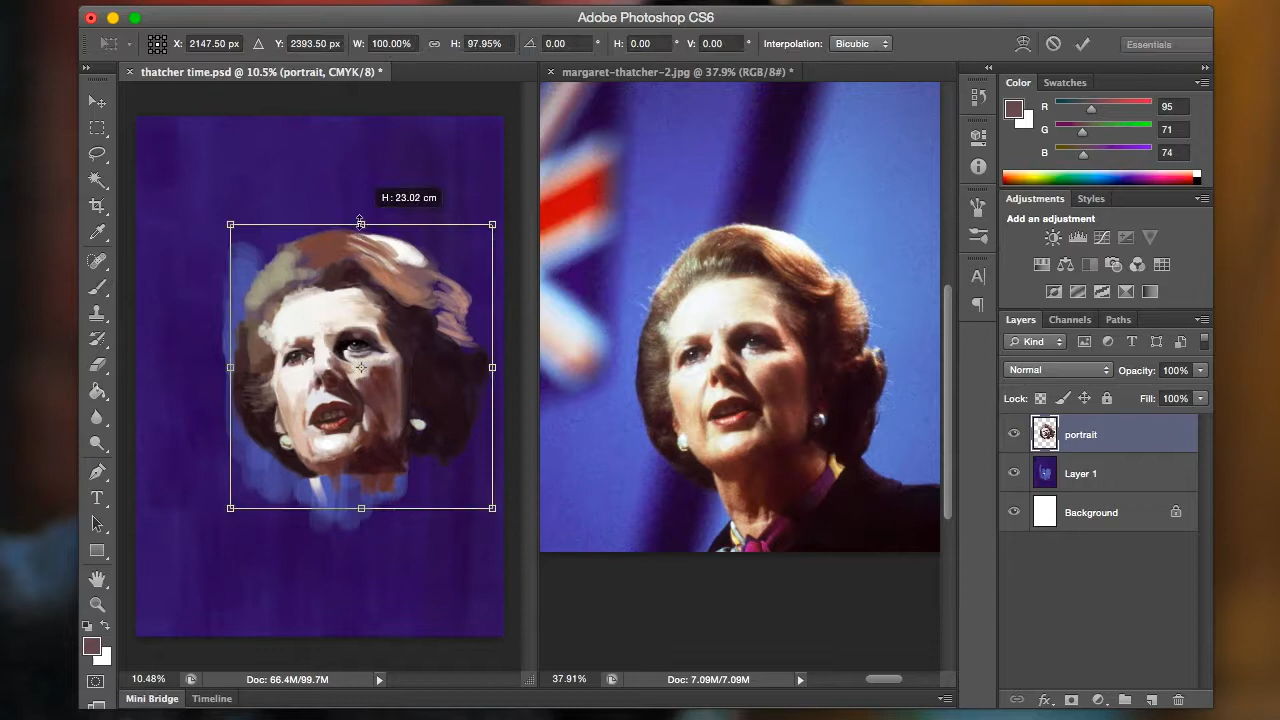 Adobe Photoshop CS6
X: 2147.50 px Y: 2393.50 px W: 100.00% H: 97.95% 0.00 ° H: 0.00 ° V: 0.00 ° Interpolation: Bicubic Essentials
thatcher time.psd @ 10.5% (portrait, CMYK/8) * margaret-thatcher-2.jpg @ 37.9% (RGB/8#) *
Color Swatches
R 95
G 71
B 74
H: 23.02 cm
Adjustments Styles
Add an adjustment
A
Layers Channels Paths
Kind T
Normal Opacity: 100%
Lock: Fill: 100%
portrait
Layer 1
Background
T
10.48% Doc: 66.4M/99.7M 37.91% Doc: 7.09M/7.09M
Mini Bridge Timeline fx